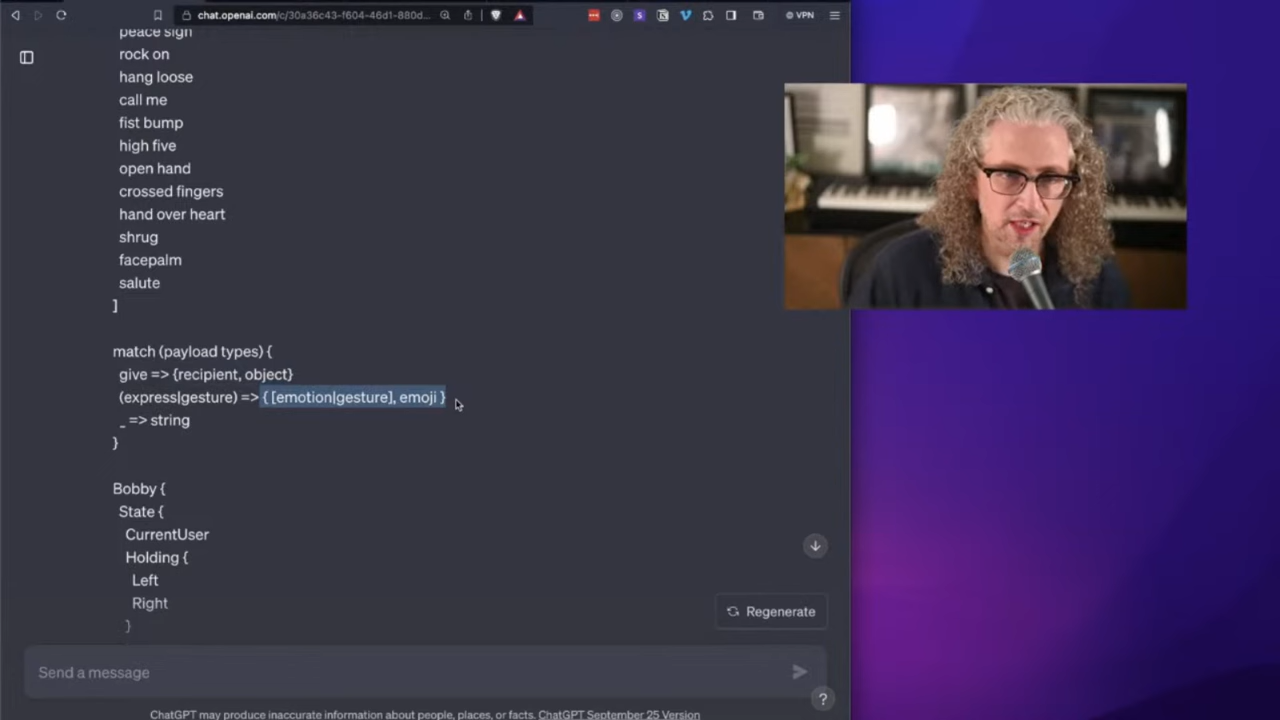 chat.openai.com/c/30a36c43-f604-46d1-880d...
VPN
peace sign
rock on
hang loose
call me
fist bump
high five
open hand
crossed fingers
hand over heart
shrug
facepalm
salute
]
match (payload types) {
give => {recipient, object}
(express|gesture) => { [emotion|gesture], emoji }
_ => string
}
Bobby {
State {
CurrentUser
Holding {
Left
Right
}
Regenerate
Send a message
?
ChatGPT may produce inaccurate information about people, places, or facts. ChatGPT September 25 Version